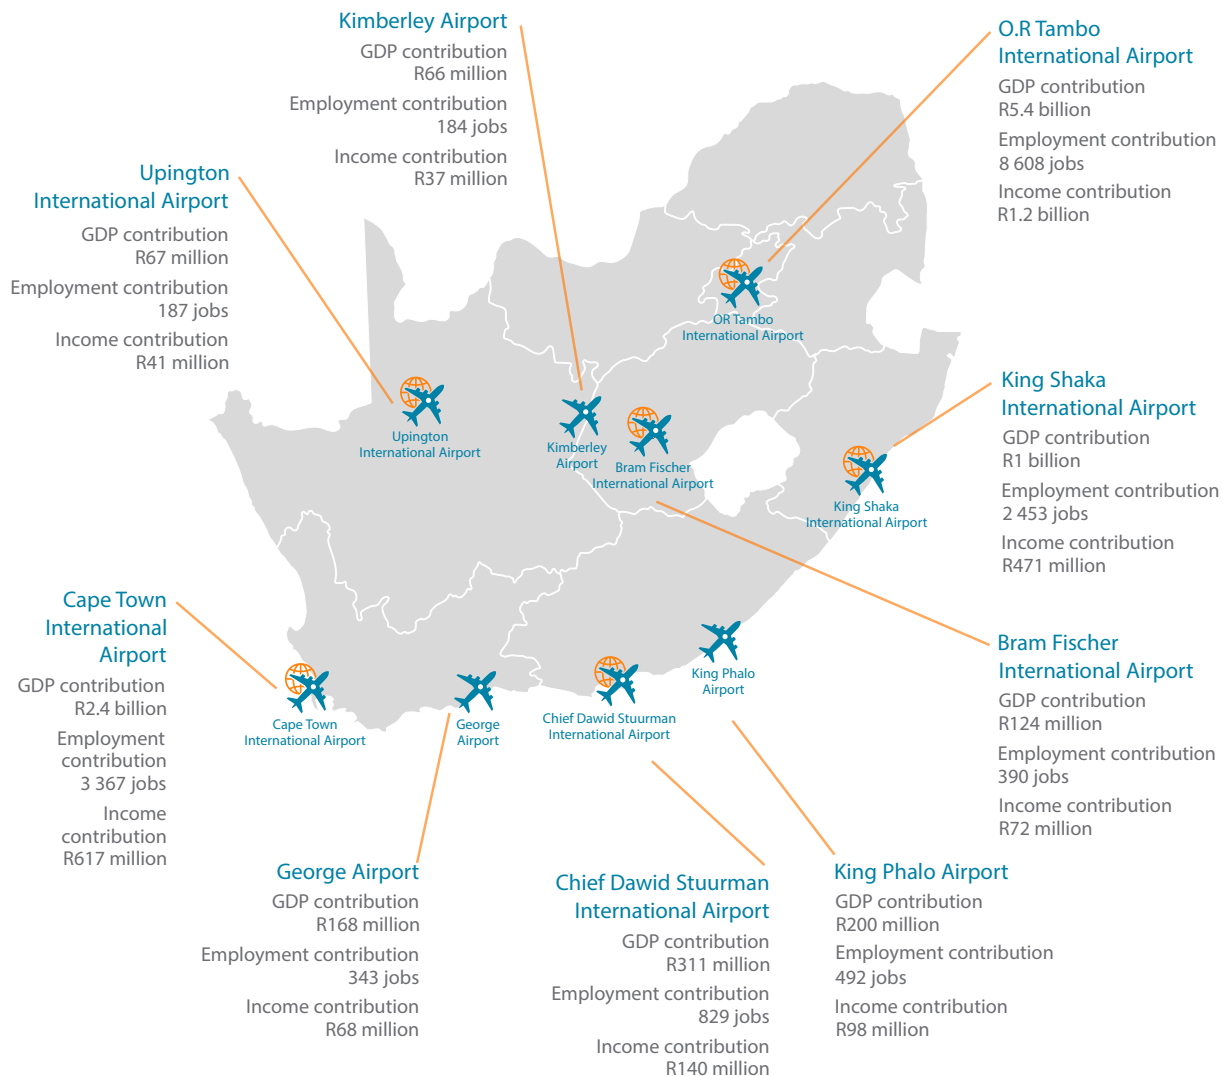 Kimberley Airport
GDP contribution
R66 million
Employment contribution
184 jobs
Income contribution
R37 million
O.R Tambo
International Airport
GDP contribution
R5.4 billion
Employment contribution
8 608 jobs
Income contribution
R1.2 billion
Upington
International Airport
GDP contribution
R67 million
Employment contribution
187 jobs
Income contribution
R41 million
OR Tambo
International Airport
Upington
International Airport
Kimberley
Airport
Bram Fischer
International Airport
King Shaka
International Airport
King Shaka
International Airport
GDP contribution
R1 billion
Employment contribution
2 453 jobs
Income contribution
R471 million
Cape Town
International
Airport
GDP contribution
R2.4 billion
Employment
contribution
3 367 jobs
Income
contribution
R617 million
Cape Town
International Airport
George
Airport
Chief Dawid Stuurman
International Airport
King Phalo
Airport
Bram Fischer
International Airport
GDP contribution
R124 million
Employment contribution
390 jobs
Income contribution
R72 million
George Airport
GDP contribution
R168 million
Employment contribution
343 jobs
Income contribution
R68 million
Chief Dawid Stuurman
International Airport
GDP contribution
R311 million
Employment contribution
829 jobs
Income contribution
R140 million
King Phalo Airport
GDP contribution
R200 million
Employment contribution
492 jobs
Income contribution
R98 million